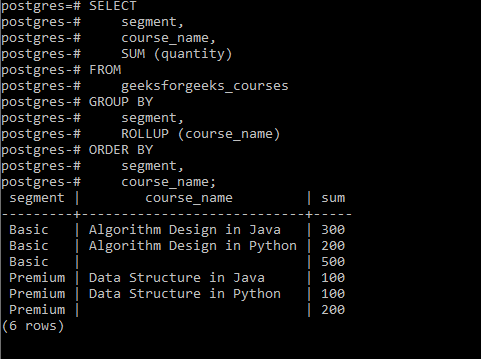 postgres=# SELECT
postgres-#     segment,
postgres-#     course_name,
postgres-#     SUM (quantity)
postgres-# FROM
postgres-#     geeksforgeeks_courses
postgres-# GROUP BY
postgres-#     segment,
postgres-#     ROLLUP (course_name)
postgres-# ORDER BY
postgres-#     segment,
postgres-#     course_name;
 segment |        course_name         | sum
---------+----------------------------+-----
 Basic   | Algorithm Design in Java   | 300
 Basic   | Algorithm Design in Python | 200
 Basic   |                            | 500
 Premium | Data Structure in Java     | 100
 Premium | Data Structure in Python   | 100
 Premium |                            | 200
(6 rows)